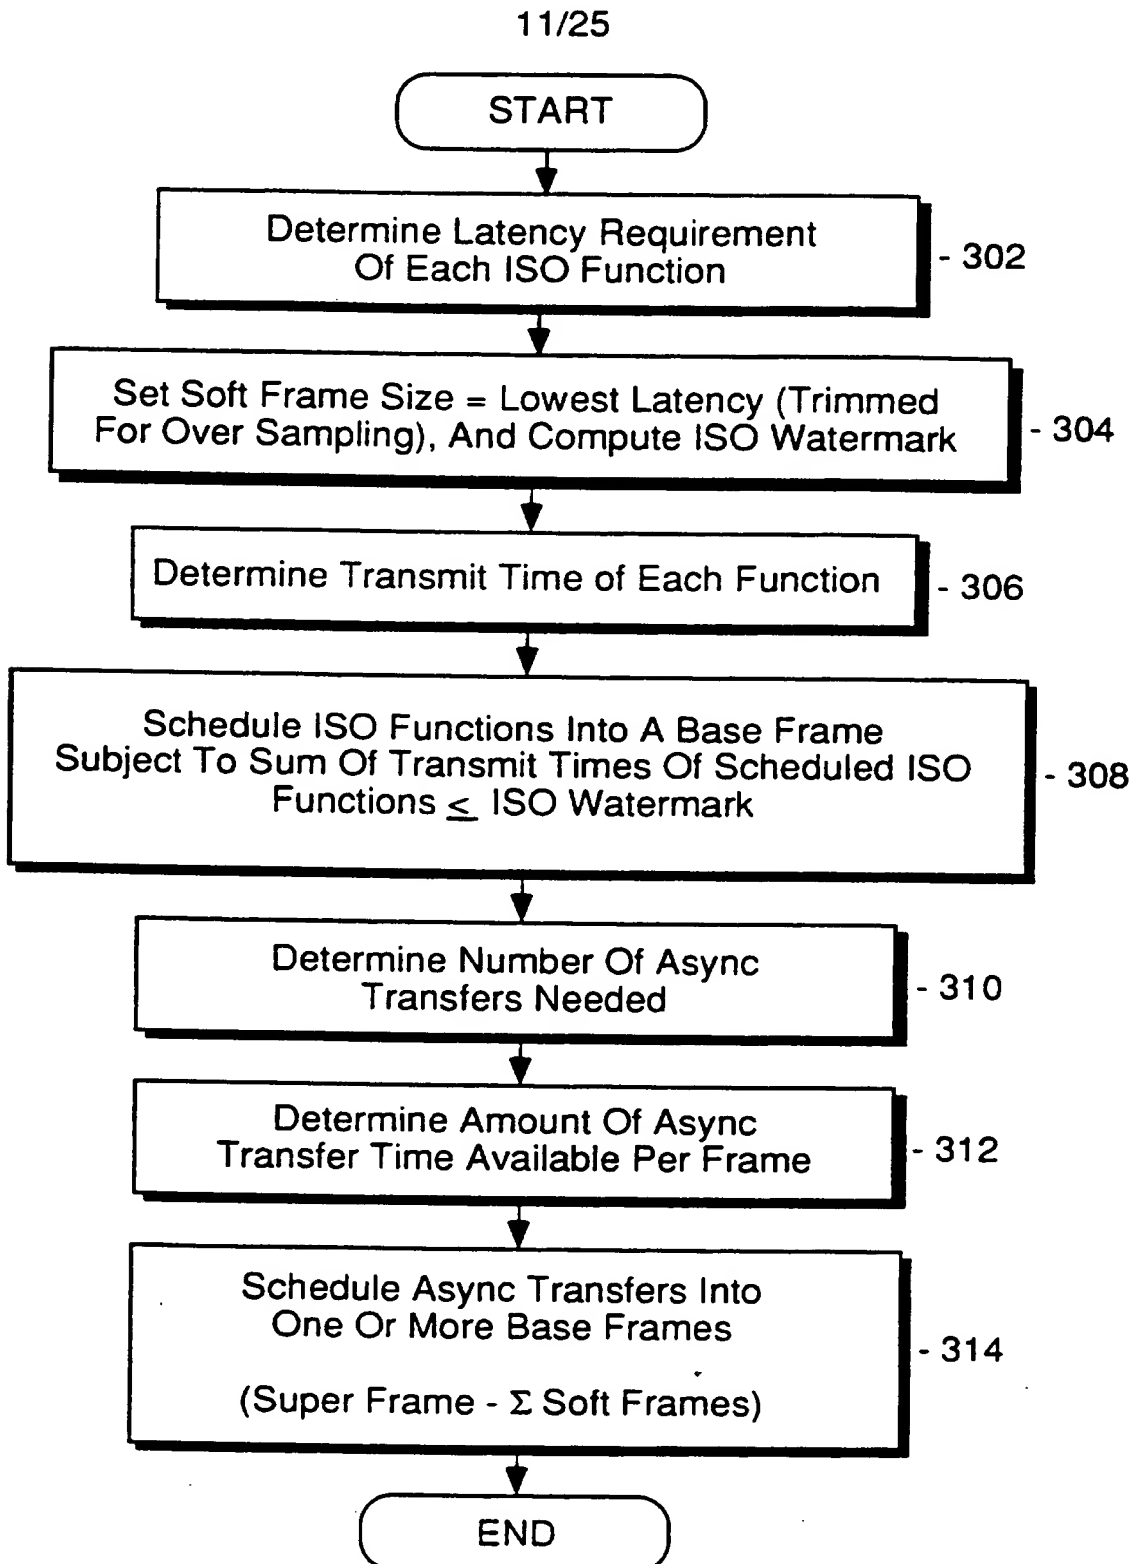 11/25
START
Determine Latency Requirement
Of Each ISO Function
- 302
Set Soft Frame Size = Lowest Latency (Trimmed
For Over Sampling), And Compute ISO Watermark
- 304
Determine Transmit Time of Each Function
- 306
Schedule ISO Functions Into A Base Frame
Subject To Sum Of Transmit Times Of Scheduled ISO
Functions ≤ ISO Watermark
- 308
Determine Number Of Async
Transfers Needed
- 310
Determine Amount Of Async
Transfer Time Available Per Frame
- 312
Schedule Async Transfers Into
One Or More Base Frames
(Super Frame - Σ Soft Frames)
- 314
END